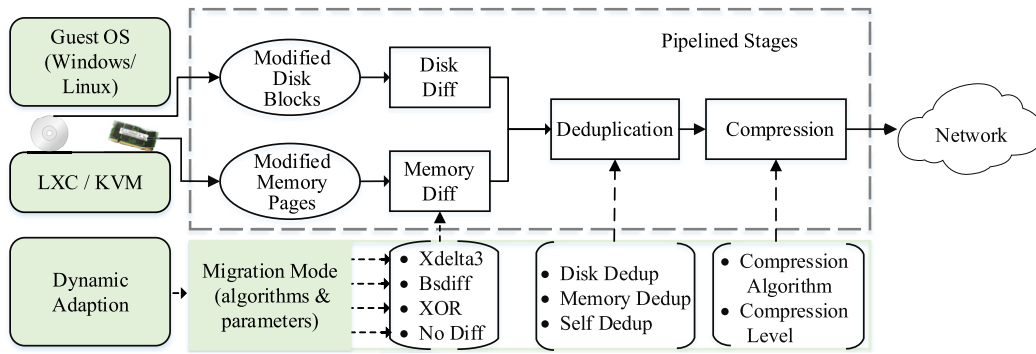 Guest OS
(Windows/
Linux)
LXC / KVM
Dynamic
Adaption
Pipelined Stages
Modified
Disk
Blocks
Disk
Diff
Modified
Memory
Pages
Memory
Diff
Deduplication
Compression
Network
Migration Mode
(algorithms &
parameters)
• Xdelta3
• Bsdiff
• XOR
• No Diff
• Disk Dedup
• Memory Dedup
• Self Dedup
• Compression
Algorithm
• Compression
Level